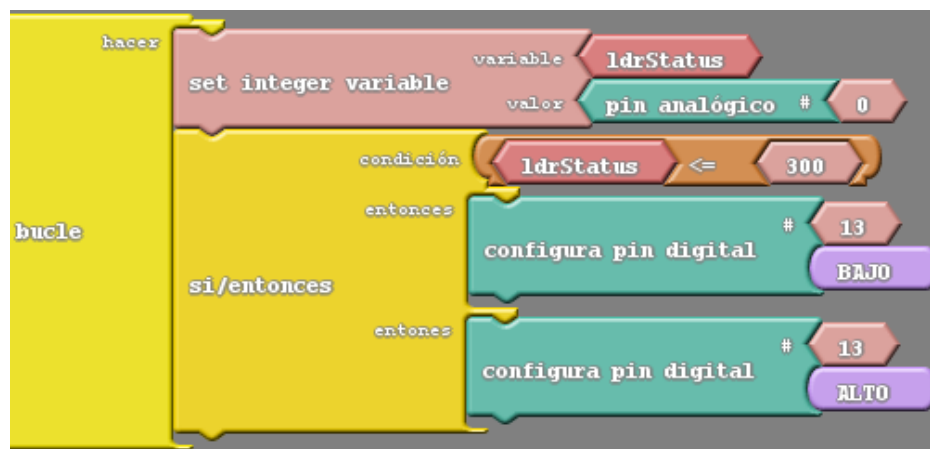 hacer
set integer variable
variable ldrStatus
valor pin analógico # 0
bucle
si/entonces
condición ldrStatus <= 300
entonces
configura pin digital # 13
BAJO
entones
configura pin digital # 13
ALTO